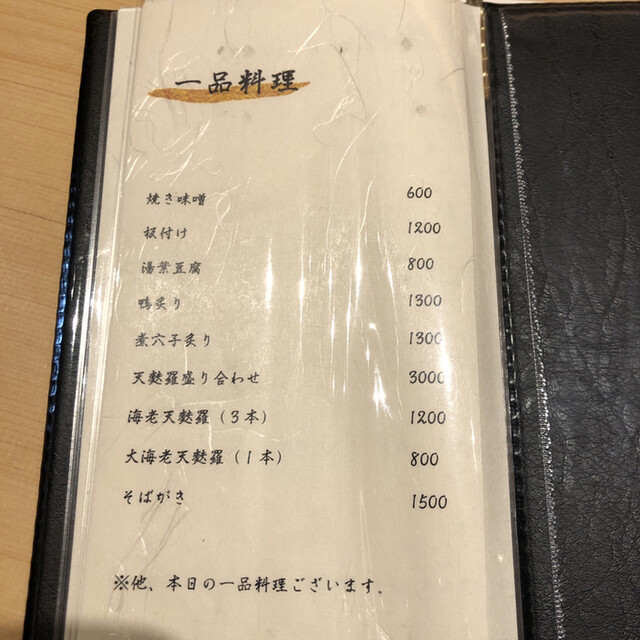 一品料理
焼き味噌 600
板付け 1200
湯葉豆腐 800
鴨炙り 1300
煮穴子炙り 1300
天麩羅盛り合わせ 3000
海老天麩羅（3本） 1200
大海老天麩羅（1本） 800
そばがき 1500
※他、本日の一品料理ございます。